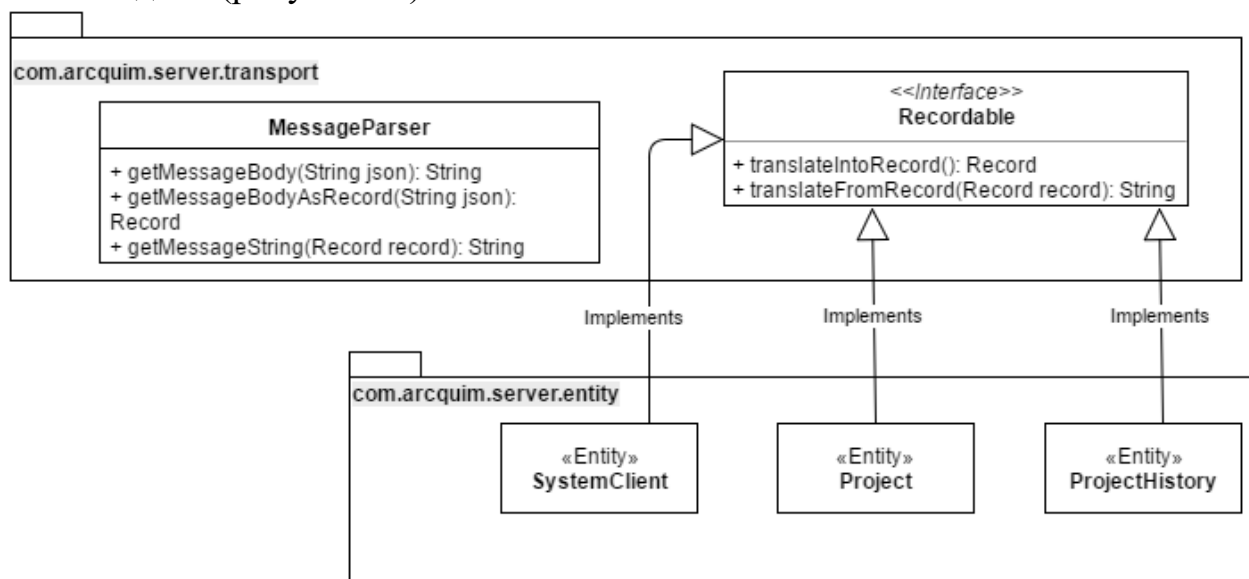 com.arcquim.server.transport
MessageParser
+ getMessageBody(String json): String
+ getMessageBodyAsRecord(String json):
Record
+ getMessageString(Record record): String
<<Interface>>
Recordable
+ translateIntoRecord(): Record
+ translateFromRecord(Record record): String
Implements
Implements
Implements
com.arcquim.server.entity
«Entity»
SystemClient
«Entity»
Project
«Entity»
ProjectHistory